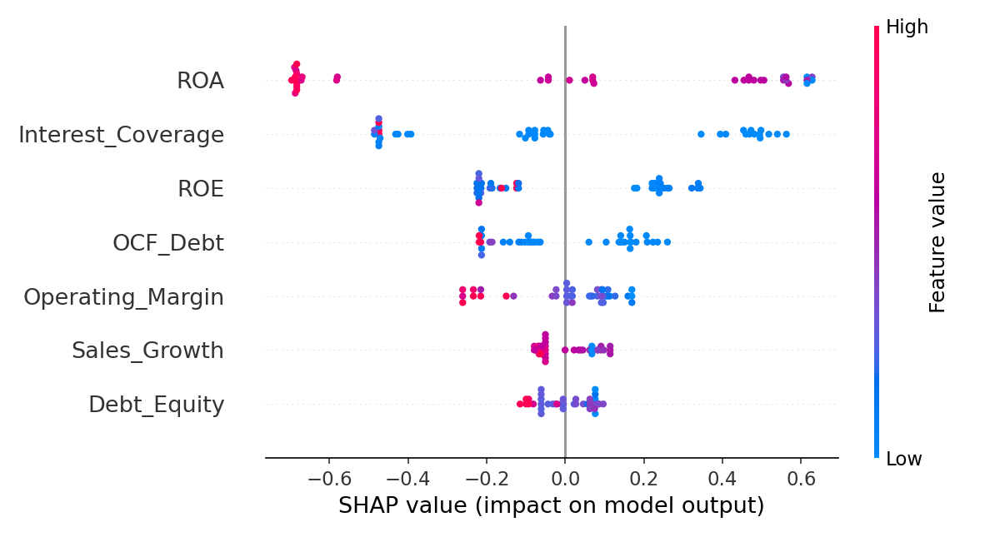 High
ROA
Interest_Coverage
ROE
OCF_Debt
Operating_Margin
Sales_Growth
Debt_Equity
Feature value
Low
−0.6 −0.4 −0.2 0.0 0.2 0.4 0.6
SHAP value (impact on model output)